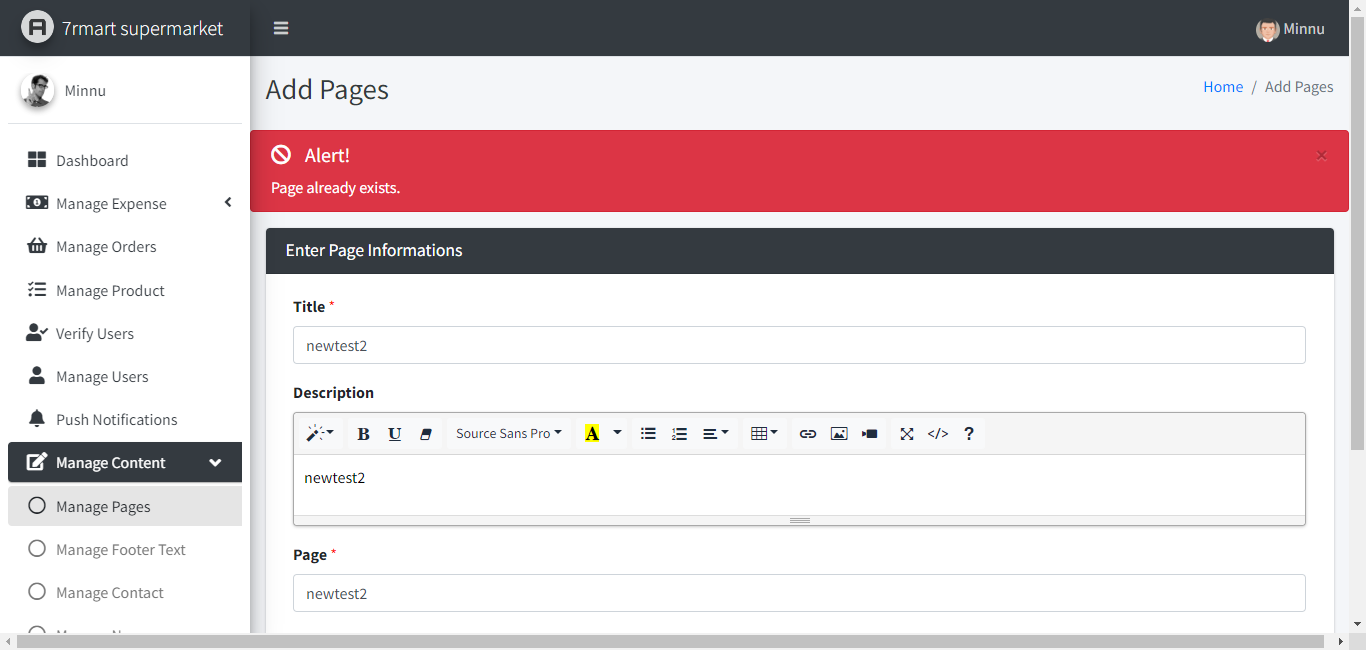 7rmart supermarket
Minnu
Minnu
Add Pages
Home / Add Pages
Alert!
×
Page already exists.
Dashboard
Manage Expense
Manage Orders
Manage Product
Verify Users
Manage Users
Push Notifications
Manage Content
Manage Pages
Manage Footer Text
Manage Contact
Enter Page Informations
Title *
newtest2
Description
B U Source Sans Pro A </> ?
newtest2
Page *
newtest2